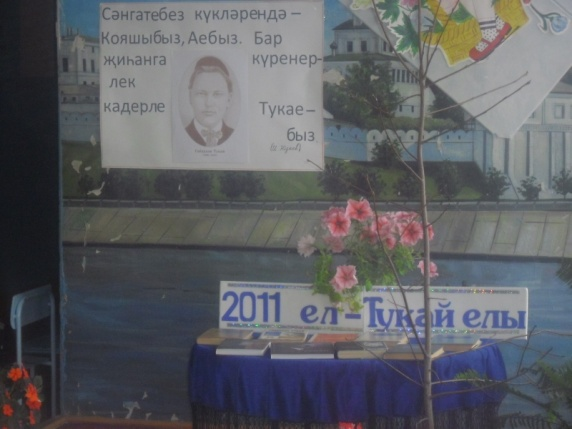 Сәнгатебез күкләрендә –
Кояшыбыз, Аебыз. Бар
җиһанга күренер-
лек
кадерле Тукае –
быз
2011 ел – Тукай елы